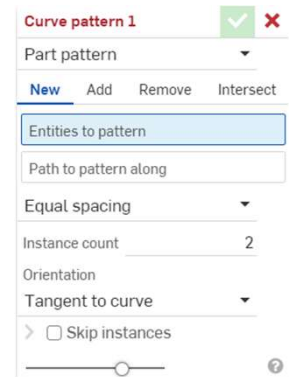 Curve pattern 1
Part pattern
New Add Remove Intersect
Entities to pattern
Path to pattern along
Equal spacing
Instance count 2
Orientation
Tangent to curve
Skip instances
?